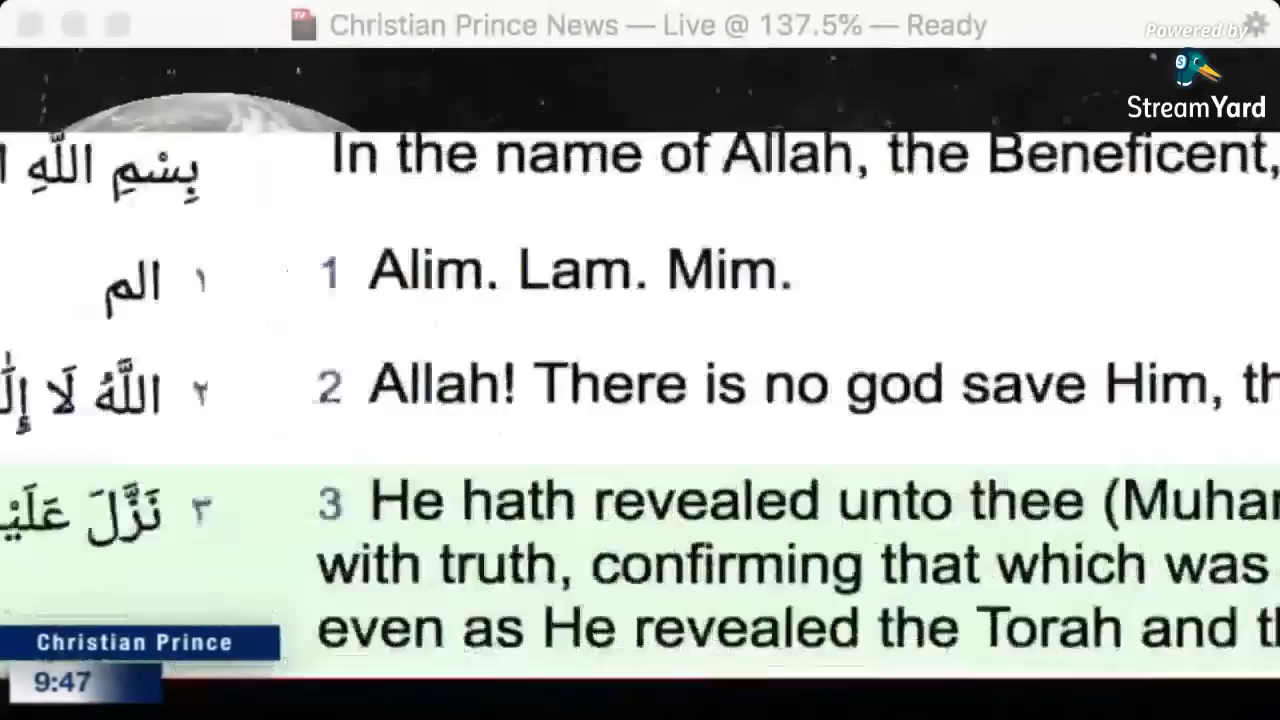 Christian Prince News — Live @ 137.5% — Ready
Powered by
StreamYard
بِسْمِ اللَّهِ
In the name of Allah, the Beneficent,
١ الم
1 Alim. Lam. Mim.
٢ اللَّهُ لَا
2 Allah! There is no god save Him,
٣ نَزَّلَ
3 He hath revealed unto thee
with truth, confirming that which was
even as He revealed the Torah and
Christian Prince
9:47